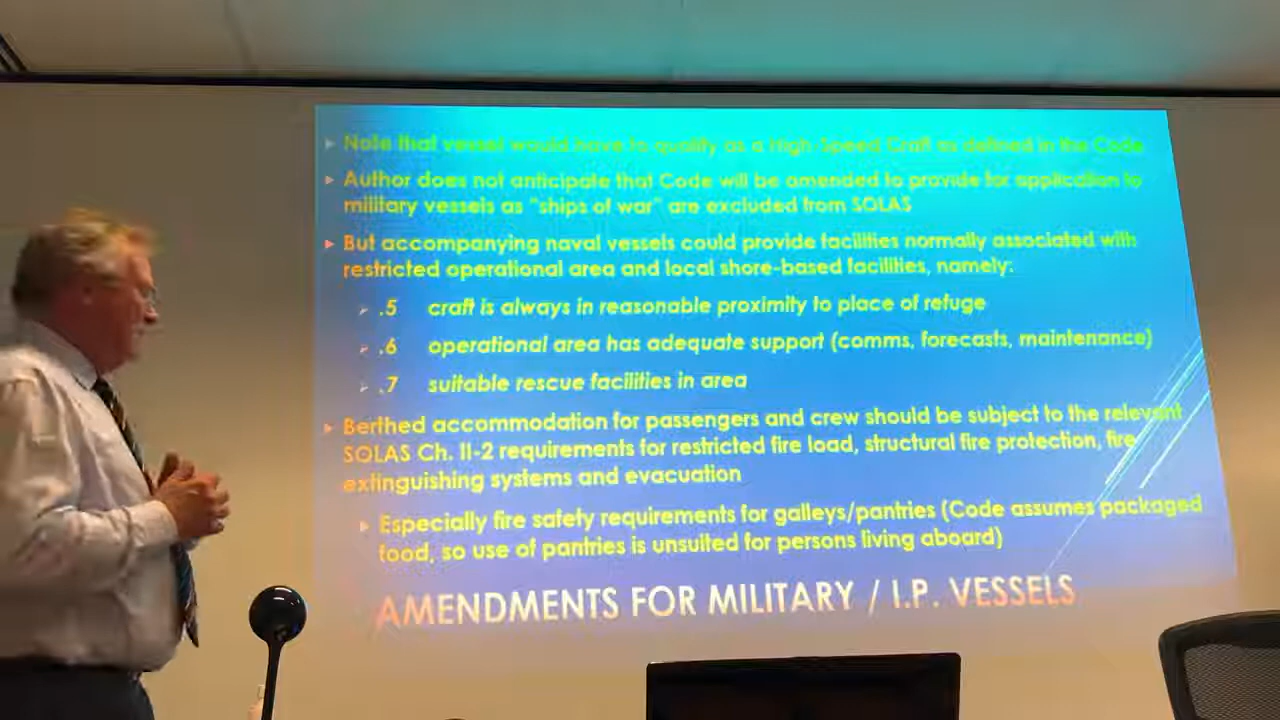 Note that vessel would have to qualify as a High-Speed Craft as defined in the Code
Author does not anticipate that Code will be amended to provide for application to
military vessels as "ships of war" are excluded from SOLAS
But accompanying naval vessels could provide facilities normally associated with
restricted operational area and local shore-based facilities, namely:
.5 craft is always in reasonable proximity to place of refuge
.6 operational area has adequate support (comms, forecasts, maintenance)
.7 suitable rescue facilities in area
Berthed accommodation for passengers and crew should be subject to the relevant
SOLAS Ch. II-2 requirements for restricted fire load, structural fire protection, fire
extinguishing systems and evacuation
Especially fire safety requirements for galleys/pantries (Code assumes packaged
food, so use of pantries is unsuited for persons living aboard)
AMENDMENTS FOR MILITARY / I.P. VESSELS